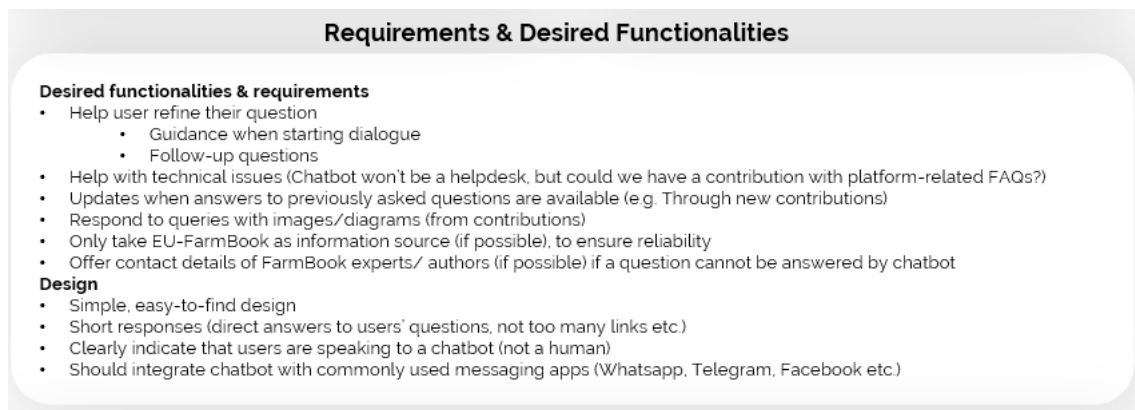 Requirements & Desired Functionalities
Desired functionalities & requirements
• Help user refine their question
• Guidance when starting dialogue
• Follow-up questions
• Help with technical issues (Chatbot won't be a helpdesk, but could we have a contribution with platform-related FAQs?)
• Updates when answers to previously asked questions are available (e.g. Through new contributions)
• Respond to queries with images/diagrams (from contributions)
• Only take EU-FarmBook as information source (if possible), to ensure reliability
• Offer contact details of FarmBook experts/ authors (if possible) if a question cannot be answered by chatbot
Design
• Simple, easy-to-find design
• Short responses (direct answers to users' questions, not too many links etc.)
• Clearly indicate that users are speaking to a chatbot (not a human)
• Should integrate chatbot with commonly used messaging apps (Whatsapp, Telegram, Facebook etc.)